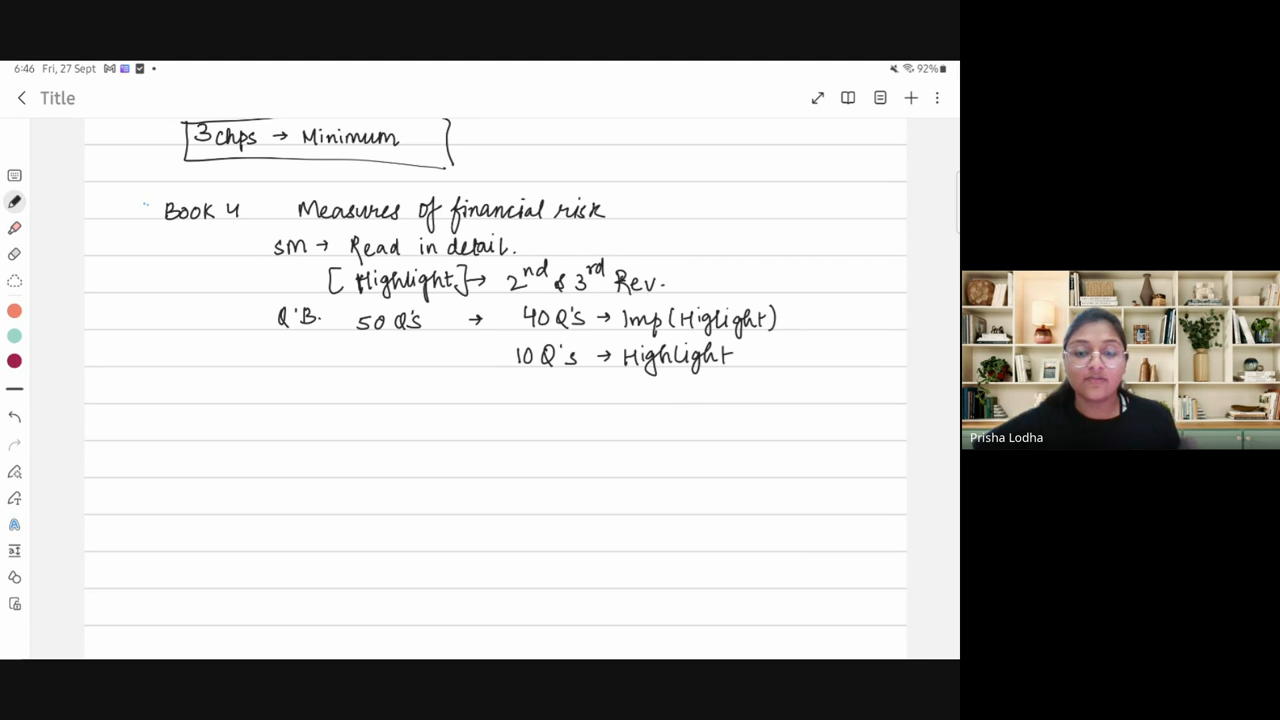 6:46 Fri, 27 Sept
92%
Title
3 chps → Minimum
Book 4 Measures of financial risk
SM → Read in detail.
[Highlight] → 2nd & 3rd Rev.
Q'B. 50 Q's → 40 Q's → Imp (Higlight)
10 Q's → Highlight
Prisha Lodha